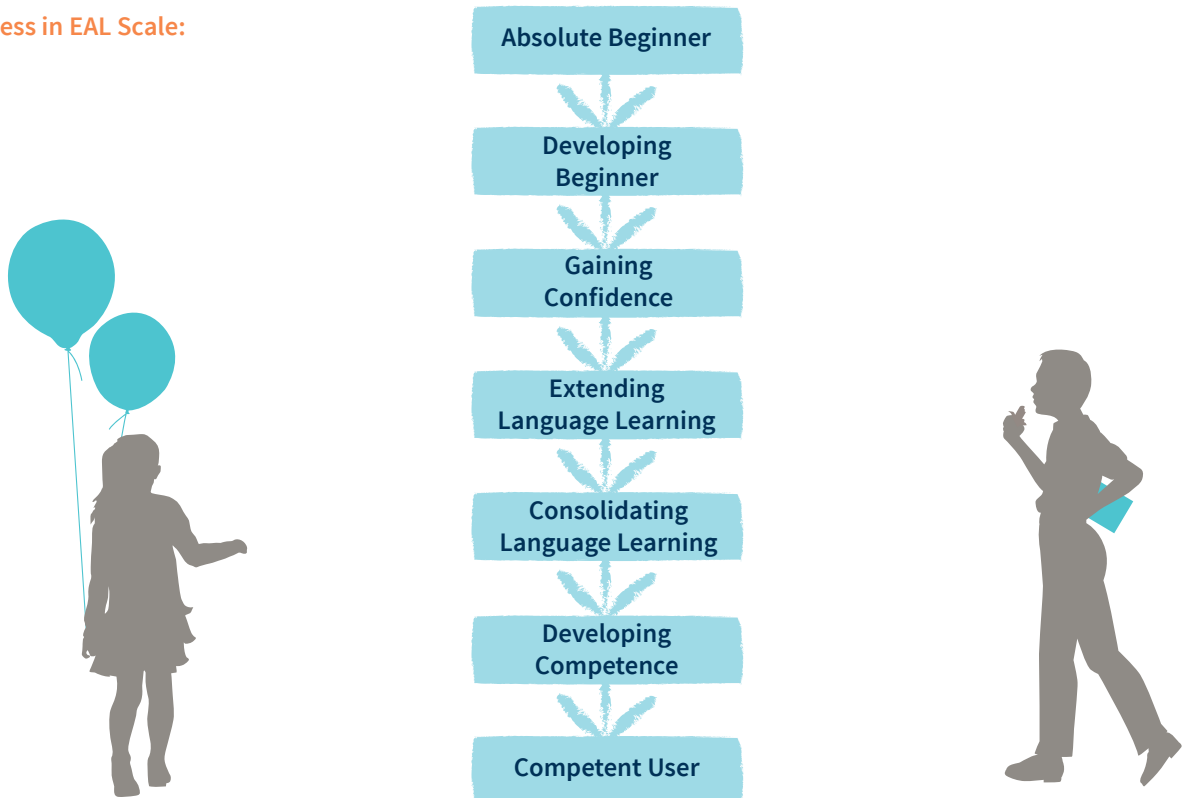 ess in EAL Scale:
Absolute Beginner
Developing
Beginner
Gaining
Confidence
Extending
Language Learning
Consolidating
Language Learning
Developing
Competence
Competent User